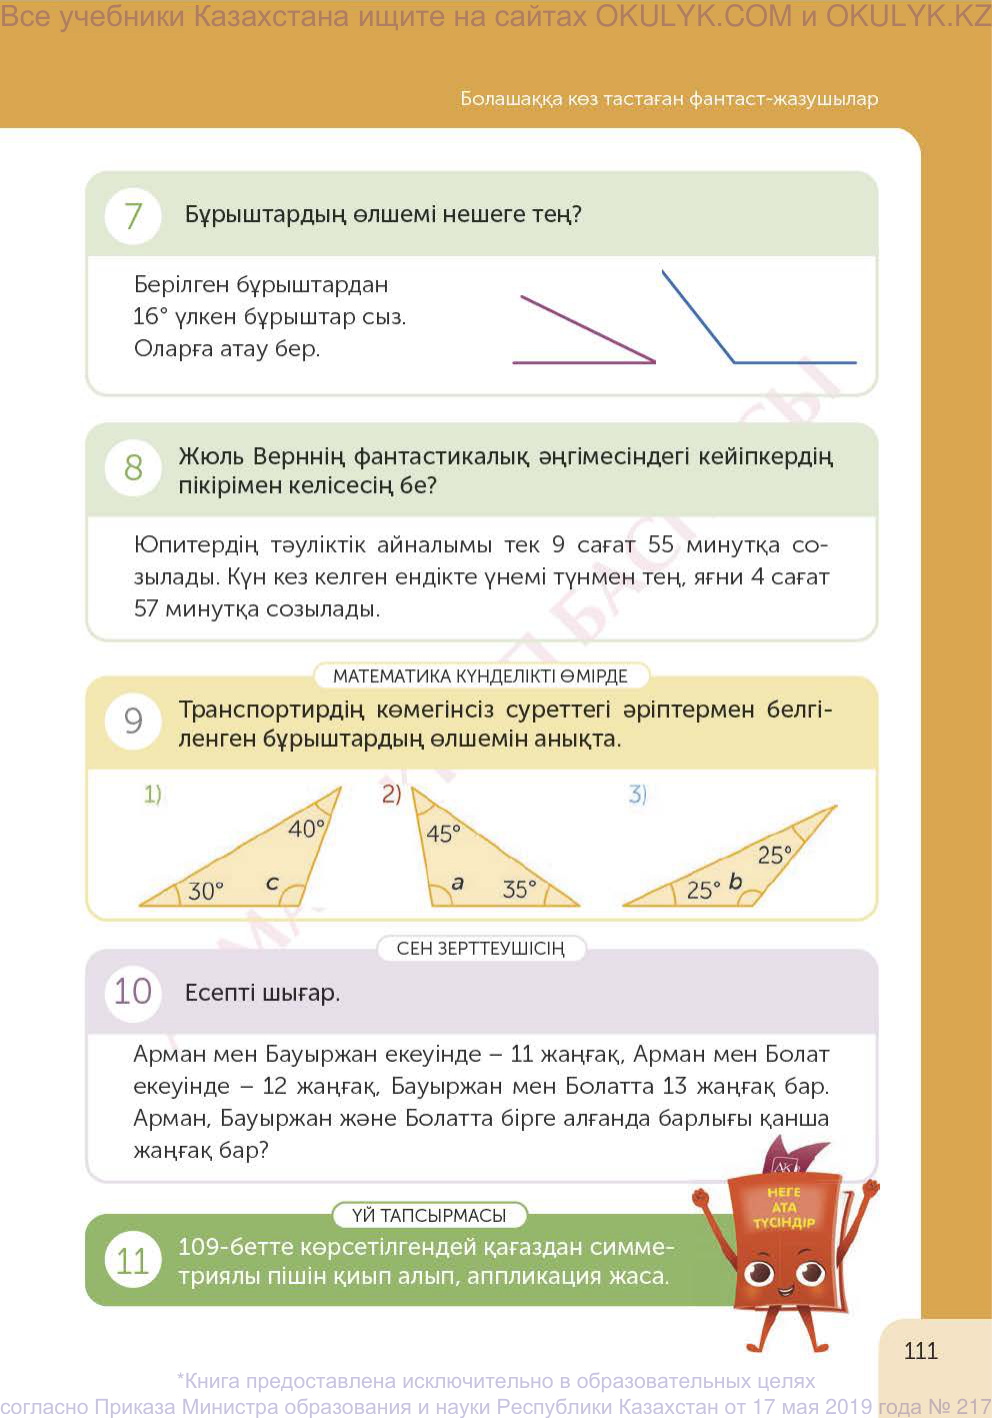 Все учебники Казахстана ищите на сайтах OKULYK.COM и OKULYK.KZ
Болашаққа көз тастаған фантаст-жазушылар
7
Бұрыштардың өлшемі нешеге тең?
Берілген бұрыштардан
16° үлкен бұрыштар сыз.
Оларға атау бер.
8
Жюль Верннің фантастикалық әңгімесіндегі кейіпкердің
пікірімен келісесің бе?
Юпитердің тәуліктік айналымы тек 9 сағат 55 минутқа со-
зылады. Күн кез келген ендікте үнемі түнмен тең, яғни 4 сағат
57 минутқа созылады.
МАТЕМАТИКА КҮНДЕЛІКТІ ӨМІРДЕ
9
Транспортирдің көмегінсіз суреттегі әріптермен белгі-
ленген бұрыштардың өлшемін анықта.
1)
40°
30°
c
2)
45°
a
35°
3)
25°
25°
b
СЕН ЗЕРТТЕУШІСІҢ
10
Есепті шығар.
Арман мен Бауыржан екеуінде – 11 жаңғақ, Арман мен Болат
екеуінде – 12 жаңғақ, Бауыржан мен Болатта 13 жаңғақ бар.
Арман, Бауыржан және Болатта бірге алғанда барлығы қанша
жаңғақ бар?
НЕГЕ
АТА
ТҮСІНДІР
ҮЙ ТАПСЫРМАСЫ
11
109-бетте көрсетілгендей қағаздан симме-
триялы пішін қиып алып, аппликация жаса.
111
*Книга предоставлена исключительно в образовательных целях
согласно Приказа Министра образования и науки Республики Казахстан от 17 мая 2019 года № 217